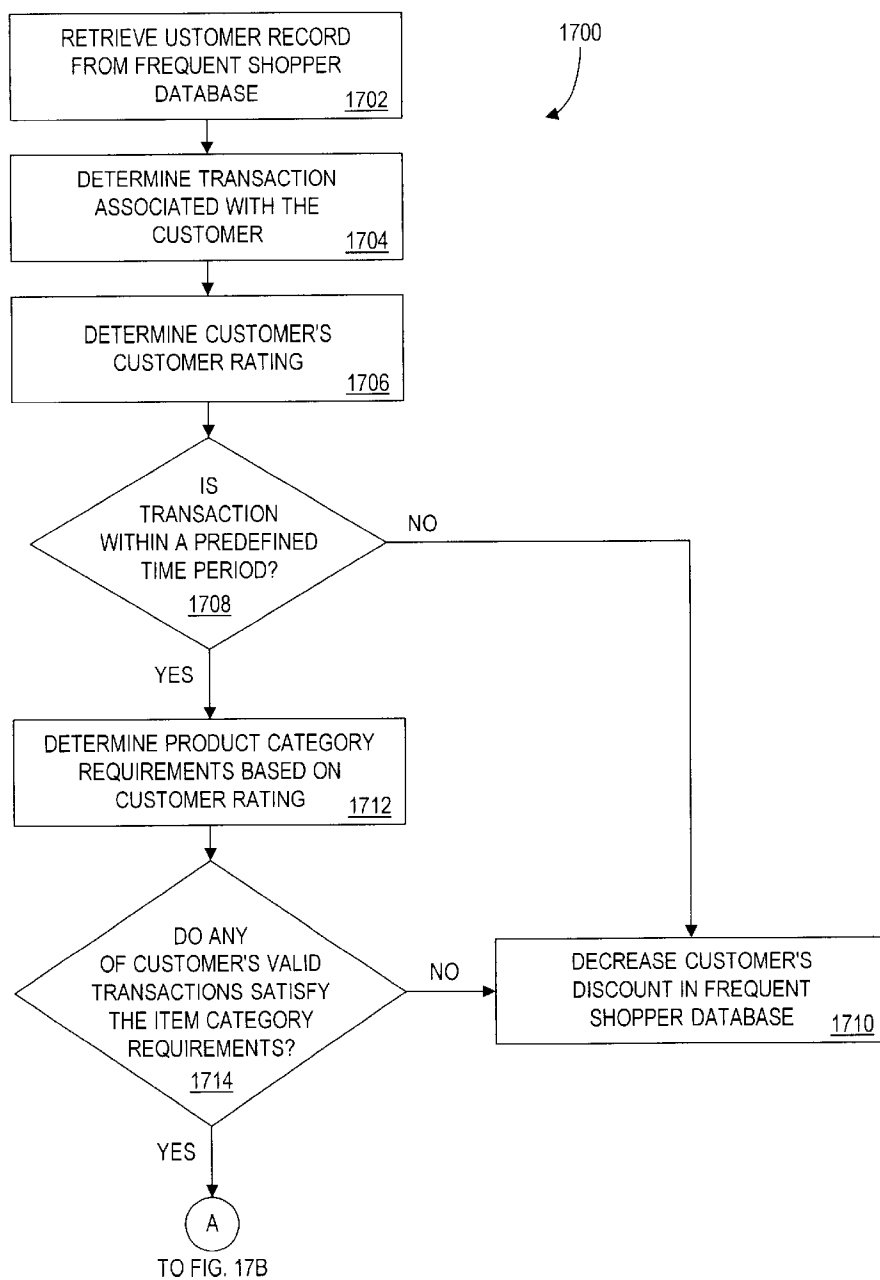 RETRIEVE USTOMER RECORD
FROM FREQUENT SHOPPER
DATABASE
1702
1700
DETERMINE TRANSACTION
ASSOCIATED WITH THE
CUSTOMER
1704
DETERMINE CUSTOMER'S
CUSTOMER RATING
1706
IS
TRANSACTION
WITHIN A PREDEFINED
TIME PERIOD?
1708
NO
YES
DETERMINE PRODUCT CATEGORY
REQUIREMENTS BASED ON
CUSTOMER RATING
1712
DO ANY
OF CUSTOMER'S VALID
TRANSACTIONS SATISFY
THE ITEM CATEGORY
REQUIREMENTS?
1714
NO
DECREASE CUSTOMER'S
DISCOUNT IN FREQUENT
SHOPPER DATABASE
1710
YES
A
TO FIG. 17B